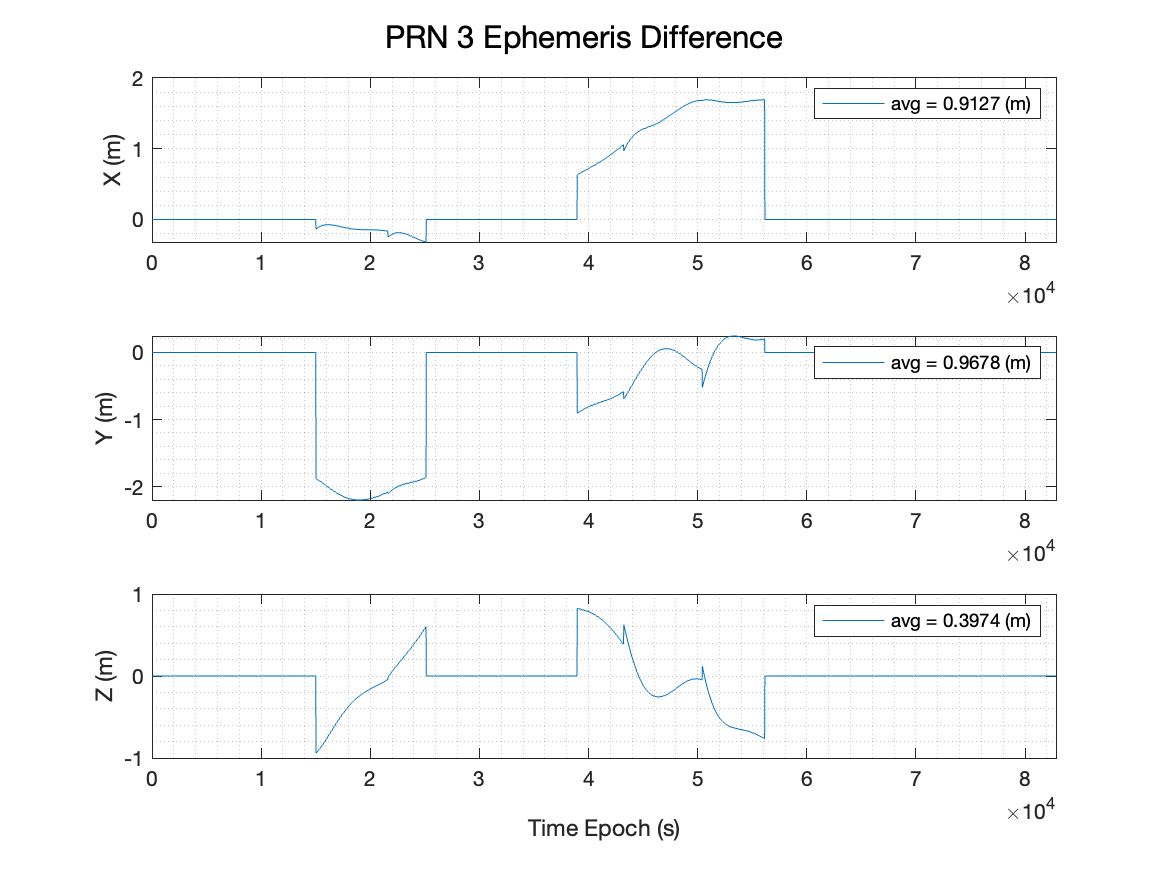 PRN 3 Ephemeris Difference
2
1
0
X (m)
avg = 0.9127 (m)
0 1 2 3 4 5 6 7 8
×10^4
0
-1
-2
Y (m)
avg = 0.9678 (m)
0 1 2 3 4 5 6 7 8
×10^4
1
0
-1
Z (m)
avg = 0.3974 (m)
0 1 2 3 4 5 6 7 8
×10^4
Time Epoch (s)